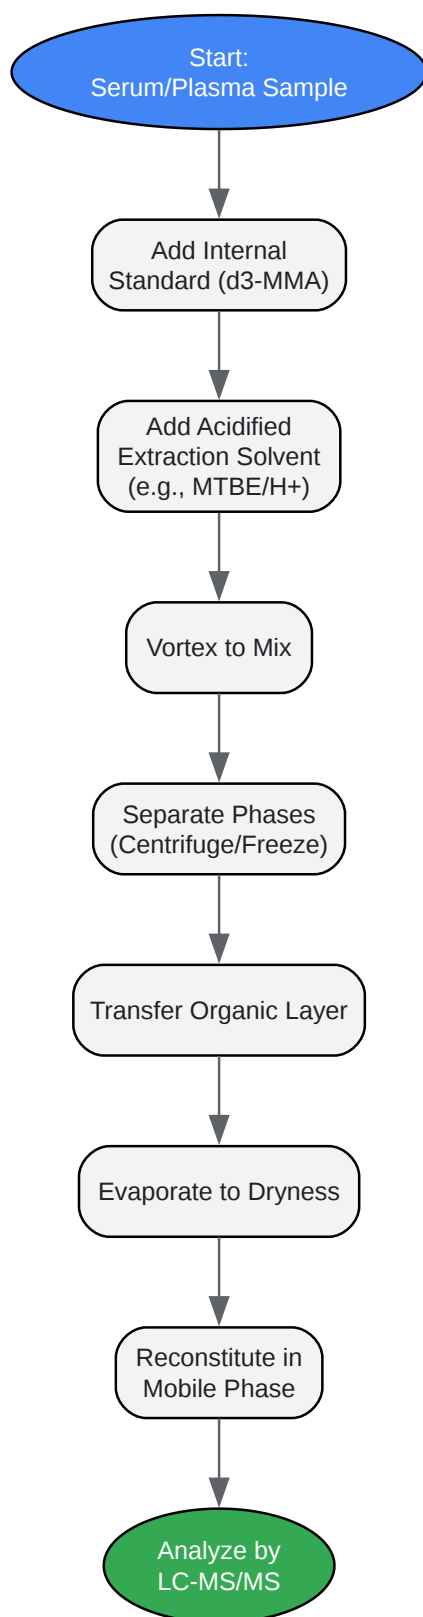 Start:
Serum/Plasma Sample
Add Internal
Standard (d3-MMA)
Add Acidified
Extraction Solvent
(e.g., MTBE/H+)
Vortex to Mix
Separate Phases
(Centrifuge/Freeze)
Transfer Organic Layer
Evaporate to Dryness
Reconstitute in
Mobile Phase
Analyze by
LC-MS/MS